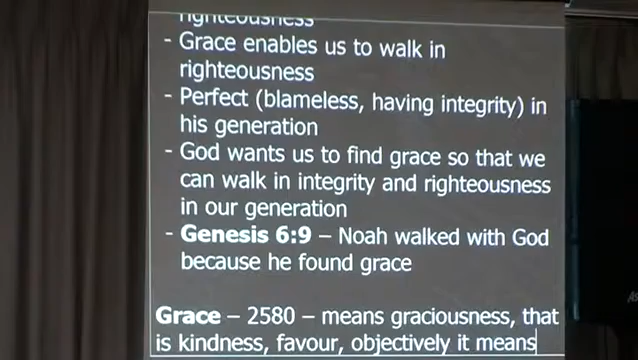 righteousness
- Grace enables us to walk in
righteousness
- Perfect (blameless, having integrity) in
his generation
- God wants us to find grace so that we
can walk in integrity and righteousness
in our generation
- Genesis 6:9 – Noah walked with God
because he found grace
Grace – 2580 – means graciousness, that
is kindness, favour, objectively it means